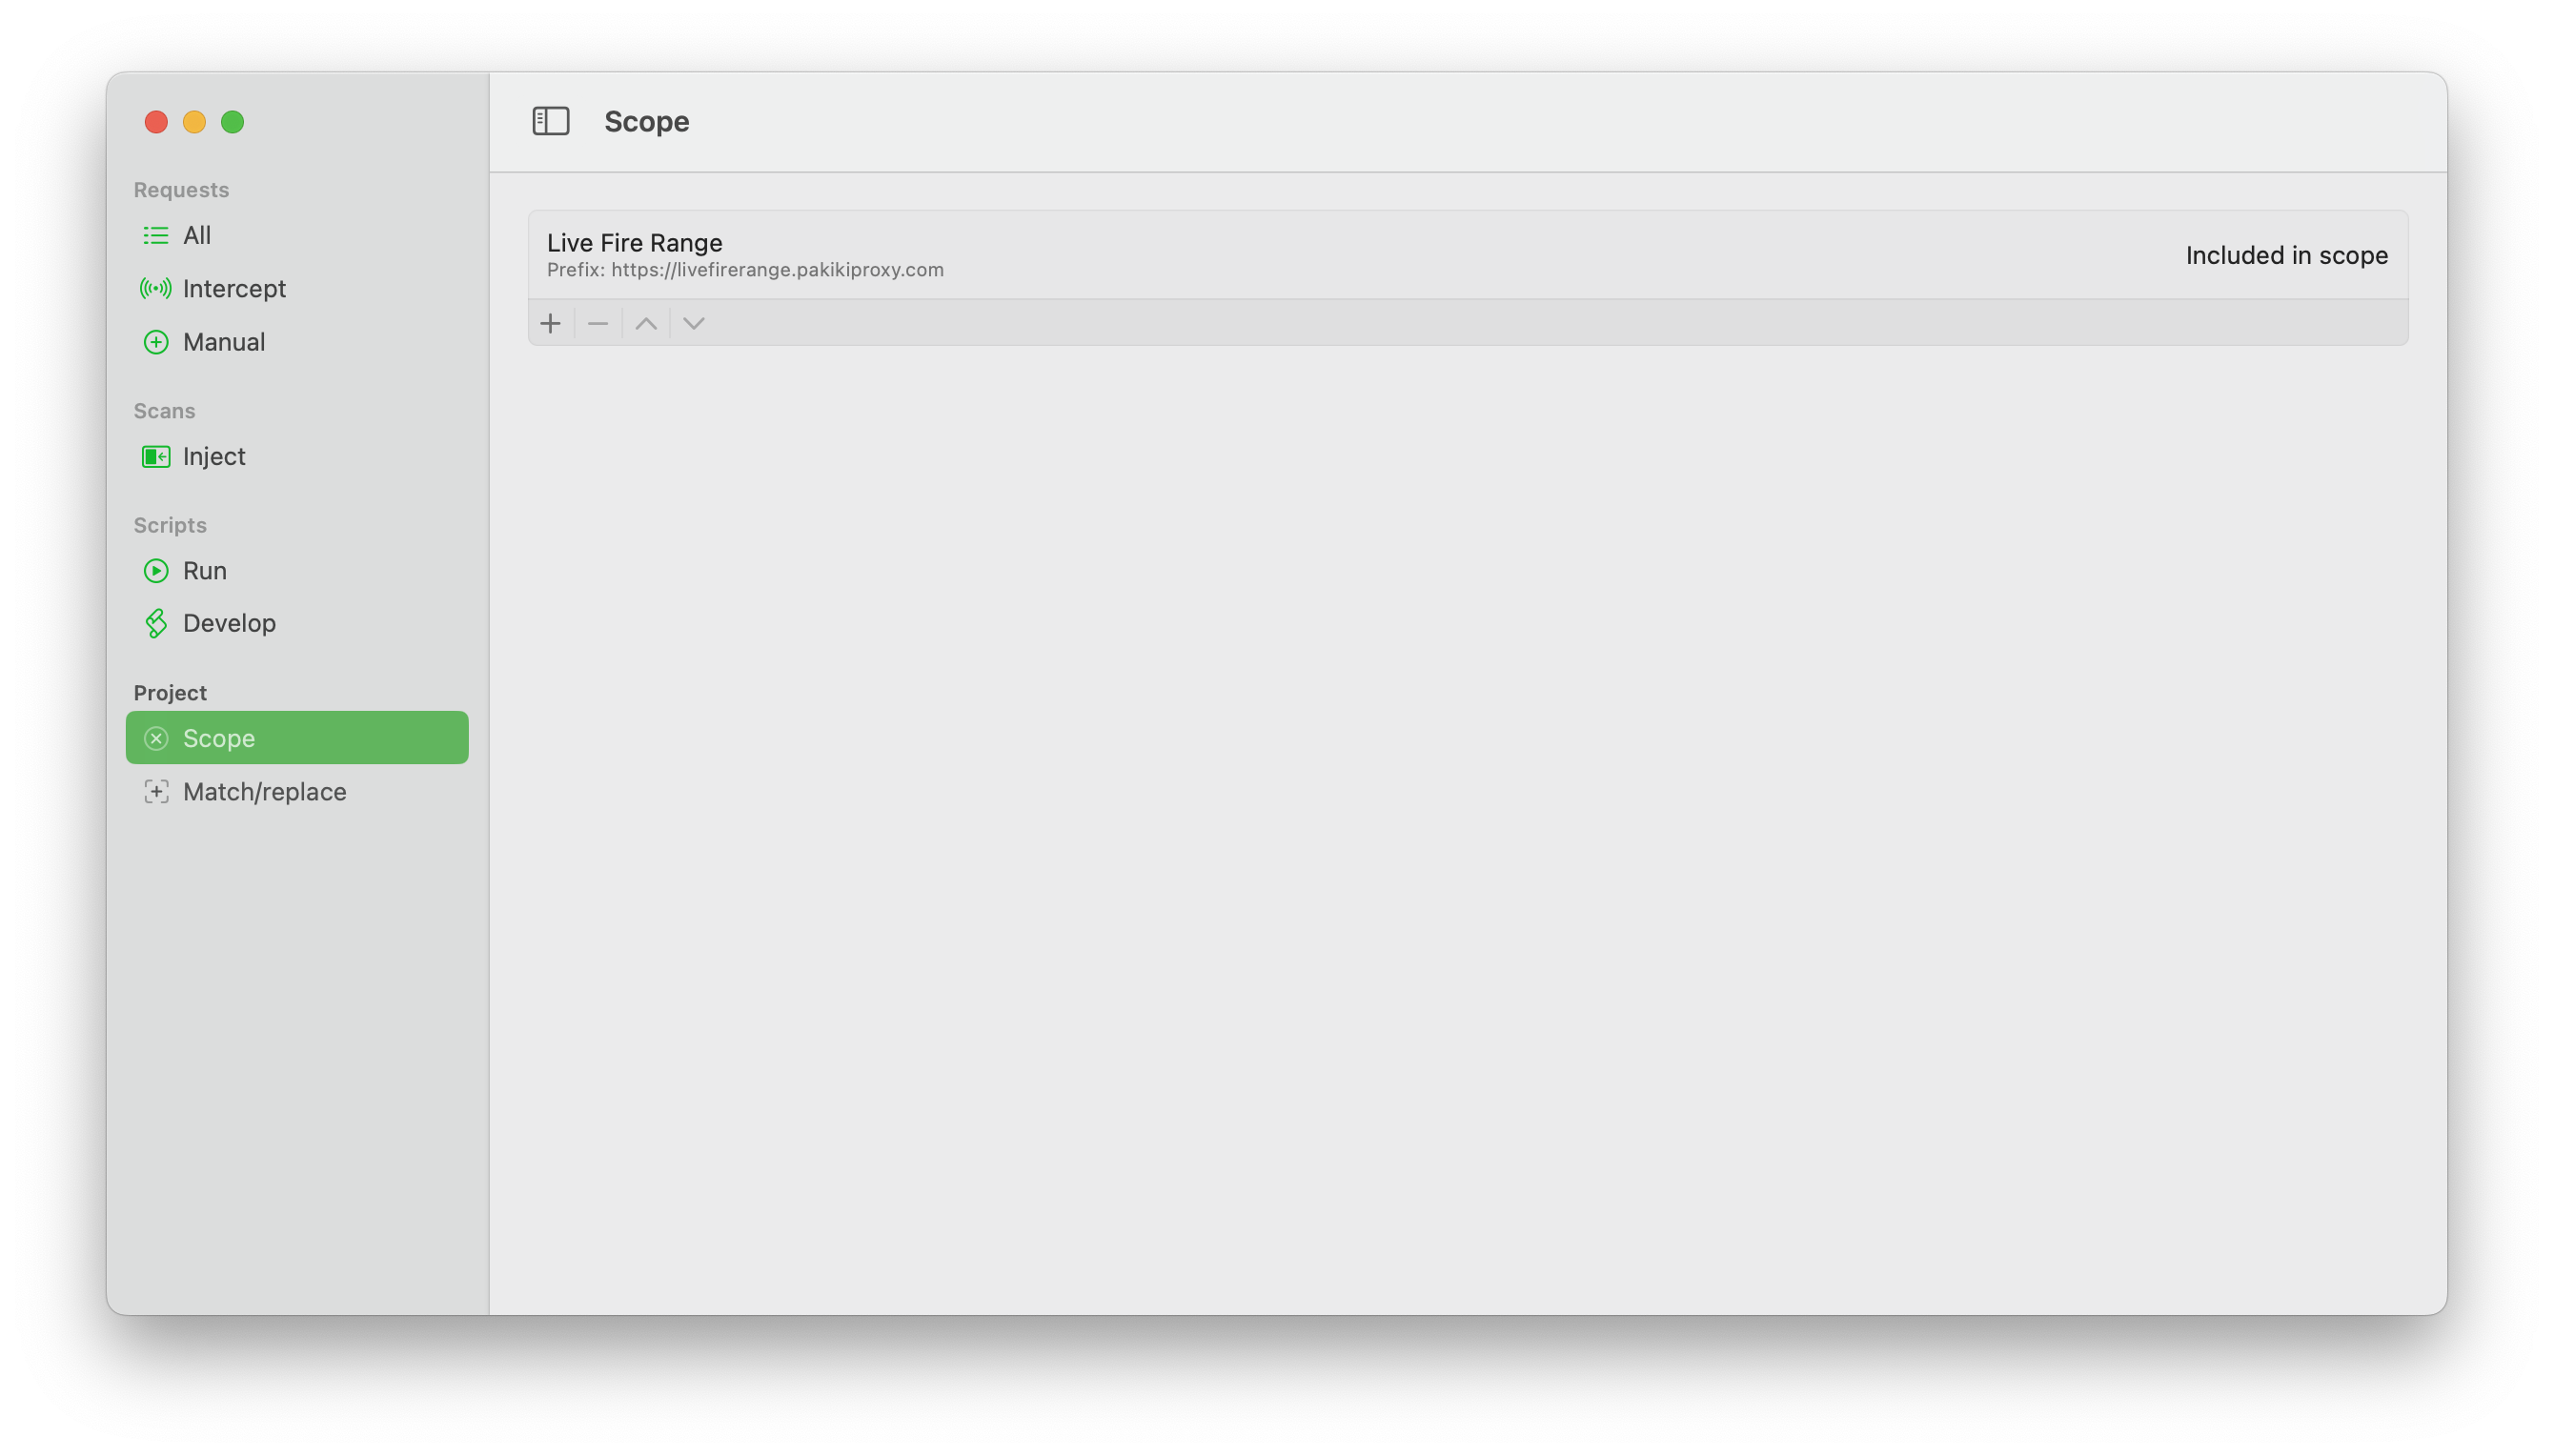 Requests
All
Intercept
Manual
Scans
Inject
Scripts
Run
Develop
Project
Scope
Match/replace
Scope
Live Fire Range
Prefix: https://livefirerange.pakikiproxy.com
Included in scope